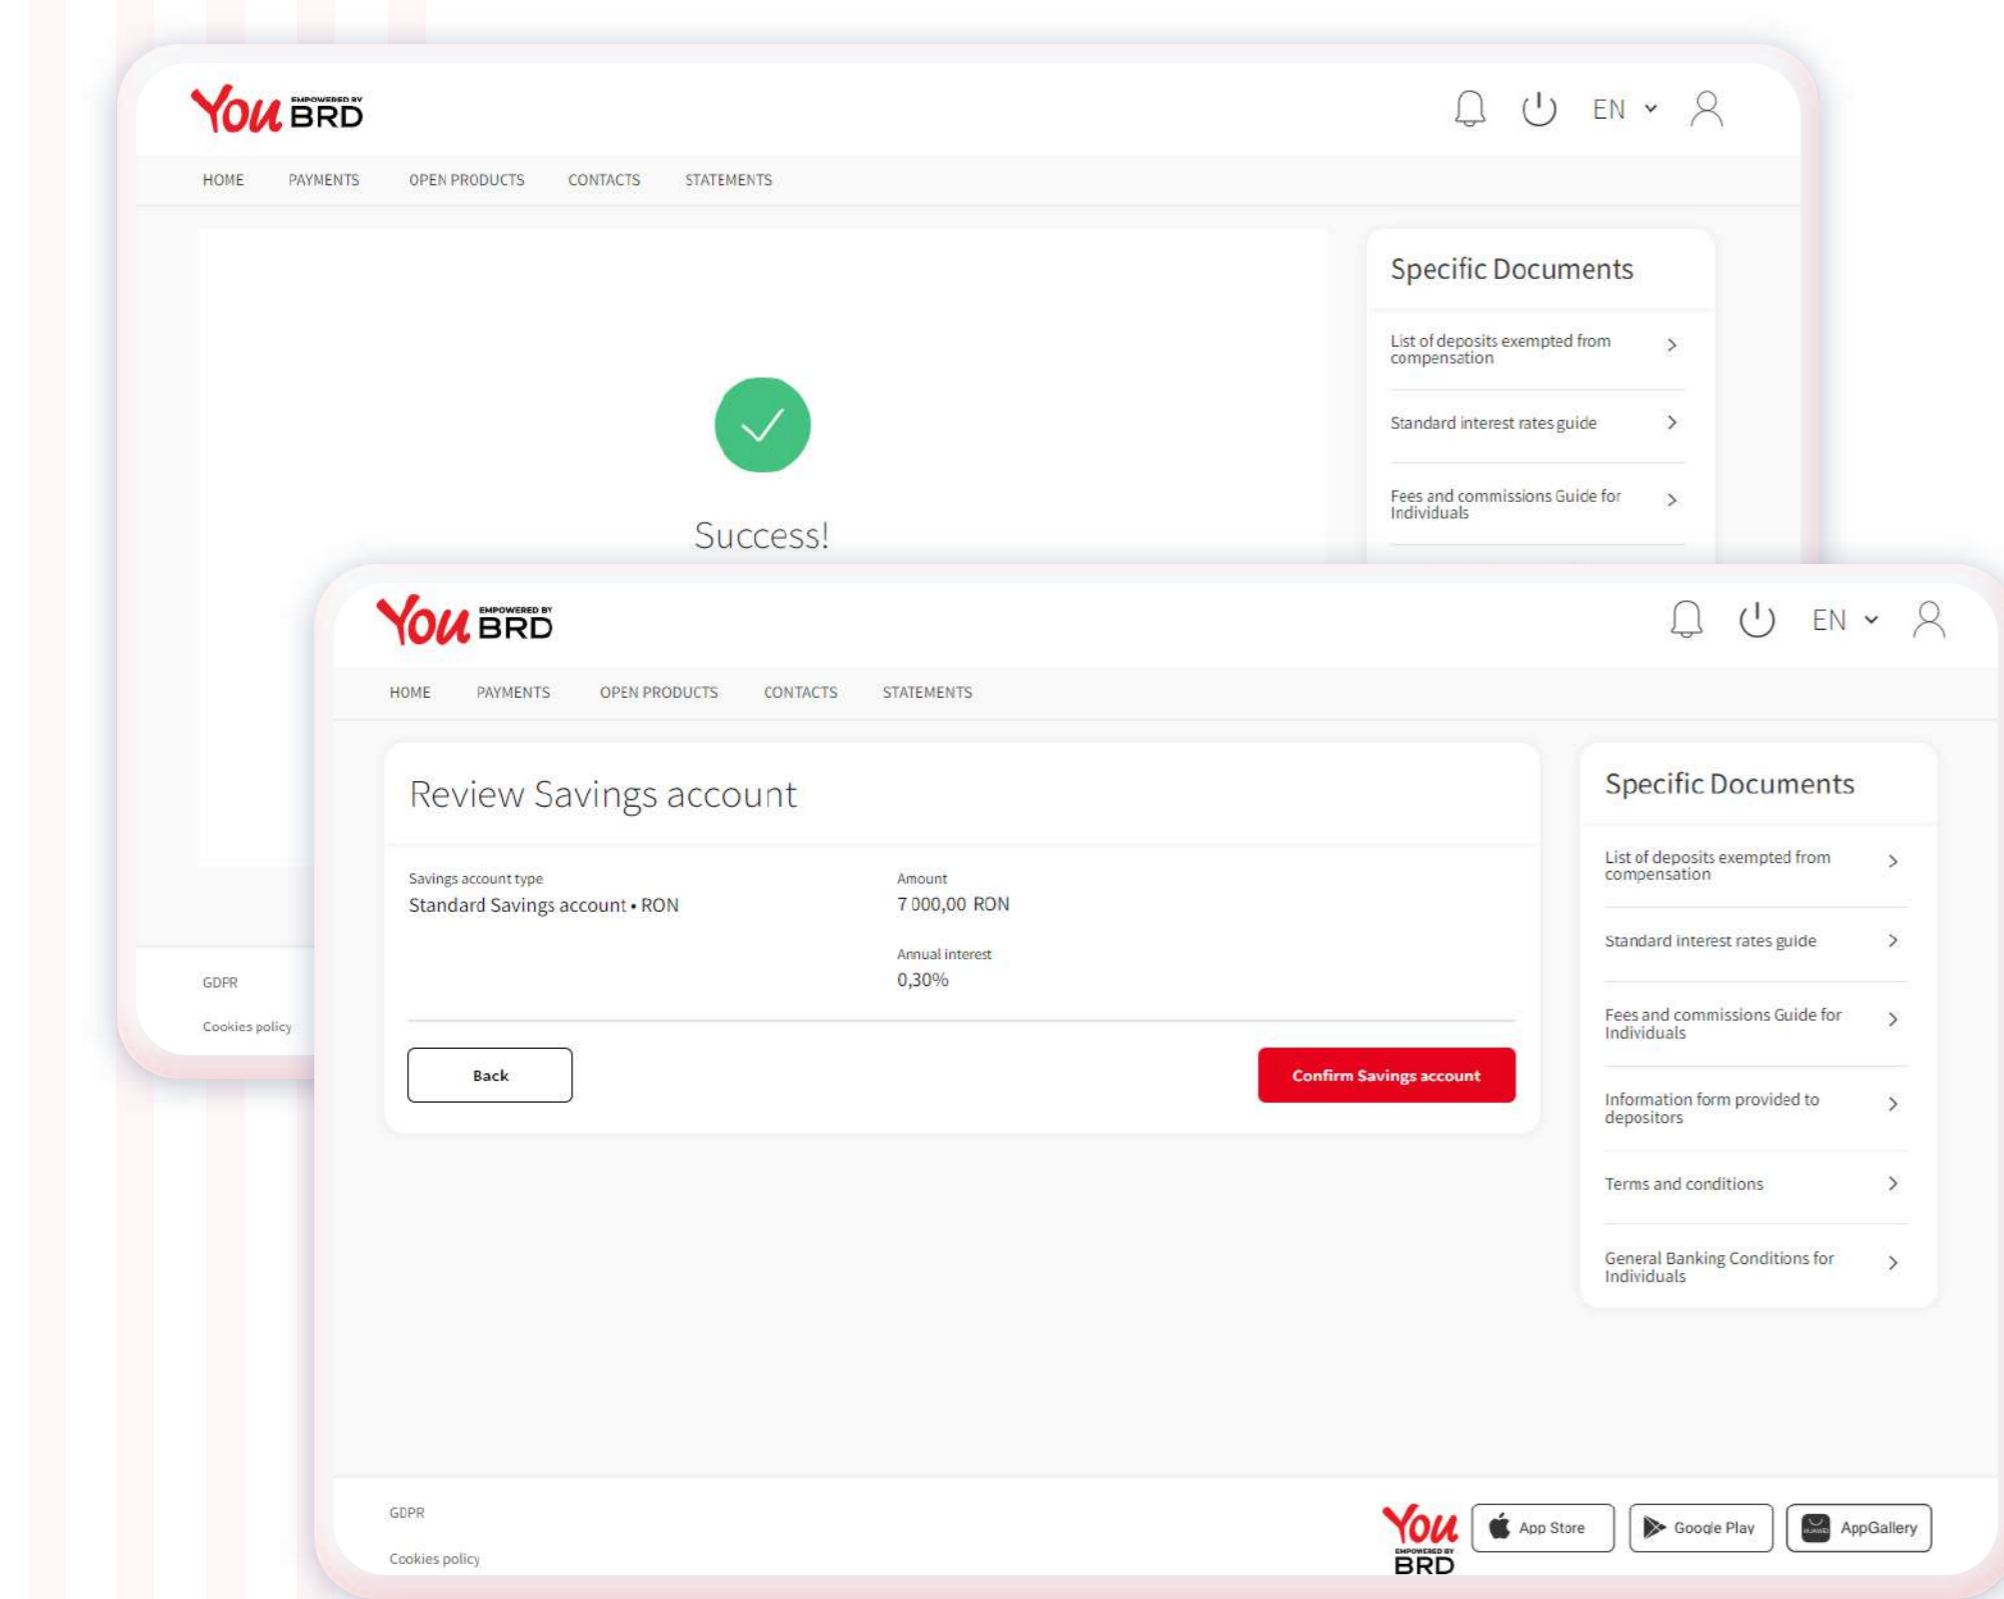 You EMPOWERED BY BRD
EN
HOME PAYMENTS OPEN PRODUCTS CONTACTS STATEMENTS
Success!
Specific Documents
List of deposits exempted from
compensation
Standard interest rates guide
Fees and commissions Guide for
Individuals
GDPR
Cookies policy
You EMPOWERED BY BRD
EN
HOME PAYMENTS OPEN PRODUCTS CONTACTS STATEMENTS
Review Savings account
Savings account type
Standard Savings account • RON
Amount
7 000,00 RON
Annual interest
0,30%
Back
Confirm Savings account
Specific Documents
List of deposits exempted from
compensation
Standard interest rates guide
Fees and commissions Guide for
Individuals
Information form provided to
depositors
Terms and conditions
General Banking Conditions for
Individuals
GDPR
Cookies policy
You
EMPOWERED BY
BRD
App Store
Google Play
HUAWEI AppGallery